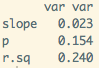 var var
slope 0.023
p 0.154
r.sq 0.240